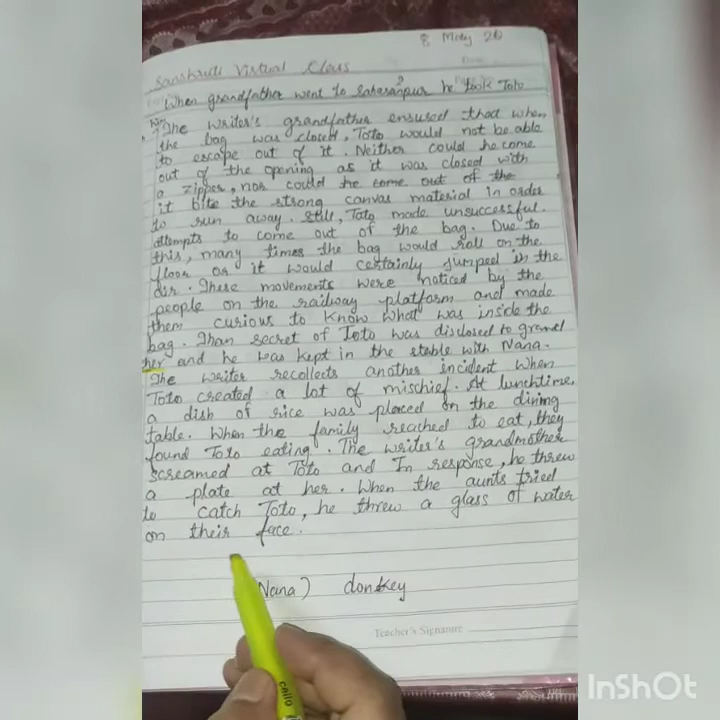 8 May 20
Sanskruti Virtual Class
When grandfather went to Saharanpur he took Toto
The writer's grandfather ensused that when
the bag was closed, Toto would not be able
to escape out of it. Neither could he come
out of the opening as it was closed with
a zipper, nor could he come out of the
it bite the strong canvas material in order
to run away. Still, Toto made unsuccessful
attempts to come out of the bag. Due to
this, many times the bag would roll on the
floor or it would certainly jumped in the
air. These movements were noticed by the
people on the railway platform and made
them curious to know what was inside the
bag. Than secret of Toto was disclosed to grand
her and he was kept in the stable with Nana.
The writer recollects another incident when
Toto created a lot of mischief. At lunchtime,
a dish of rice was placed on the dining
table. When the family reached to eat, they
found Toto eating. The writer's grandmother
screamed at Toto and In response, he threw
a plate at her. When the aunts tried
to catch Toto, he threw a glass of water
on their face.
Nana) donkey
Teacher's Signature
cello
InShOt